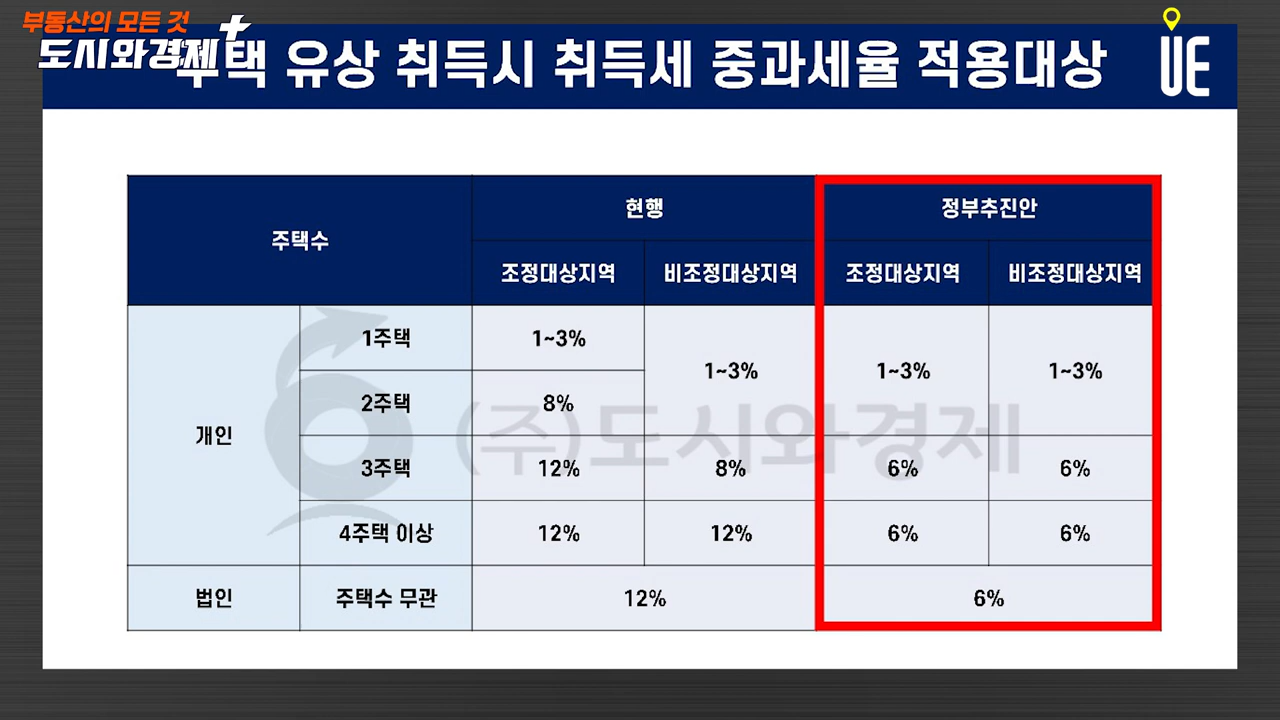 부동산의 모든 것
도시와경제+
주택 유상 취득시 취득세 중과세율 적용대상
UE
주택수 현행 정부추진안
조정대상지역 비조정대상지역 조정대상지역 비조정대상지역
개인 1주택 1~3% 1~3% 1~3% 1~3%
2주택 8%
3주택 12% 8% 6% 6%
4주택 이상 12% 12% 6% 6%
법인 주택수 무관 12% 6%
(주)도시와경제